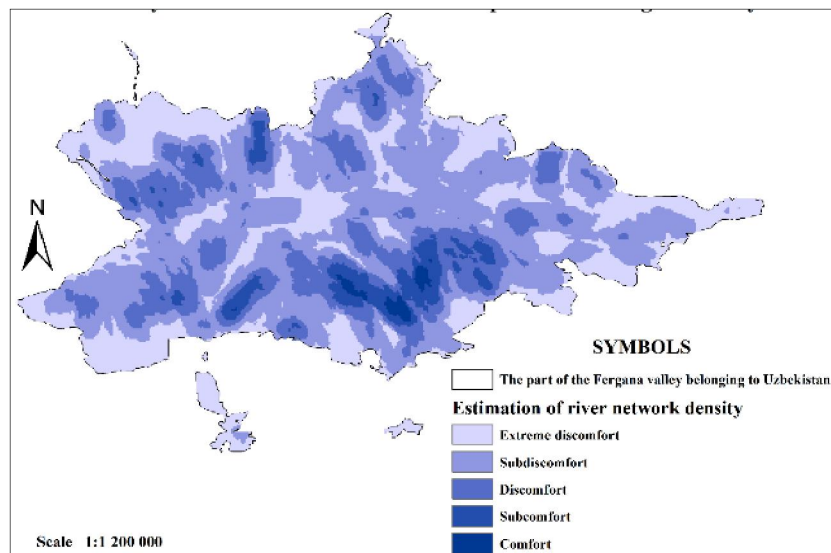 N
SYMBOLS
The part of the Fergana valley belonging to Uzbekistan
Estimation of river network density
Extreme discomfort
Subdiscomfort
Discomfort
Subcomfort
Comfort
Scale 1:1 200 000